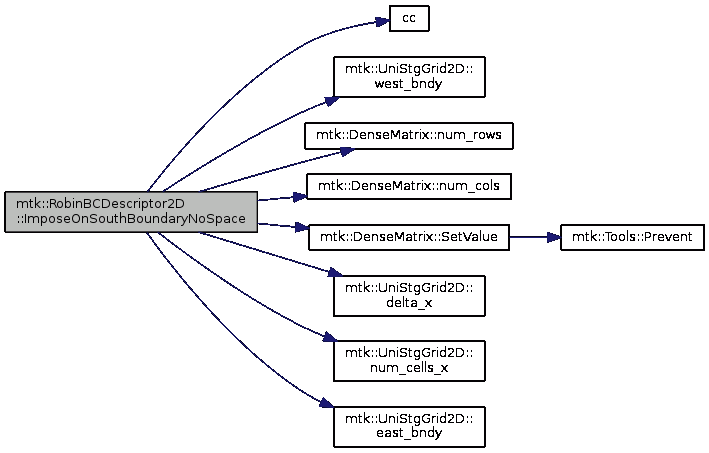 cc
mtk::UniStgGrid2D::
west_bndy
mtk::DenseMatrix::num_rows
mtk::DenseMatrix::num_cols
mtk::RobinBCDescriptor2D
::ImposeOnSouthBoundaryNoSpace
mtk::DenseMatrix::SetValue
mtk::Tools::Prevent
mtk::UniStgGrid2D::
delta_x
mtk::UniStgGrid2D::
num_cells_x
mtk::UniStgGrid2D::
east_bndy